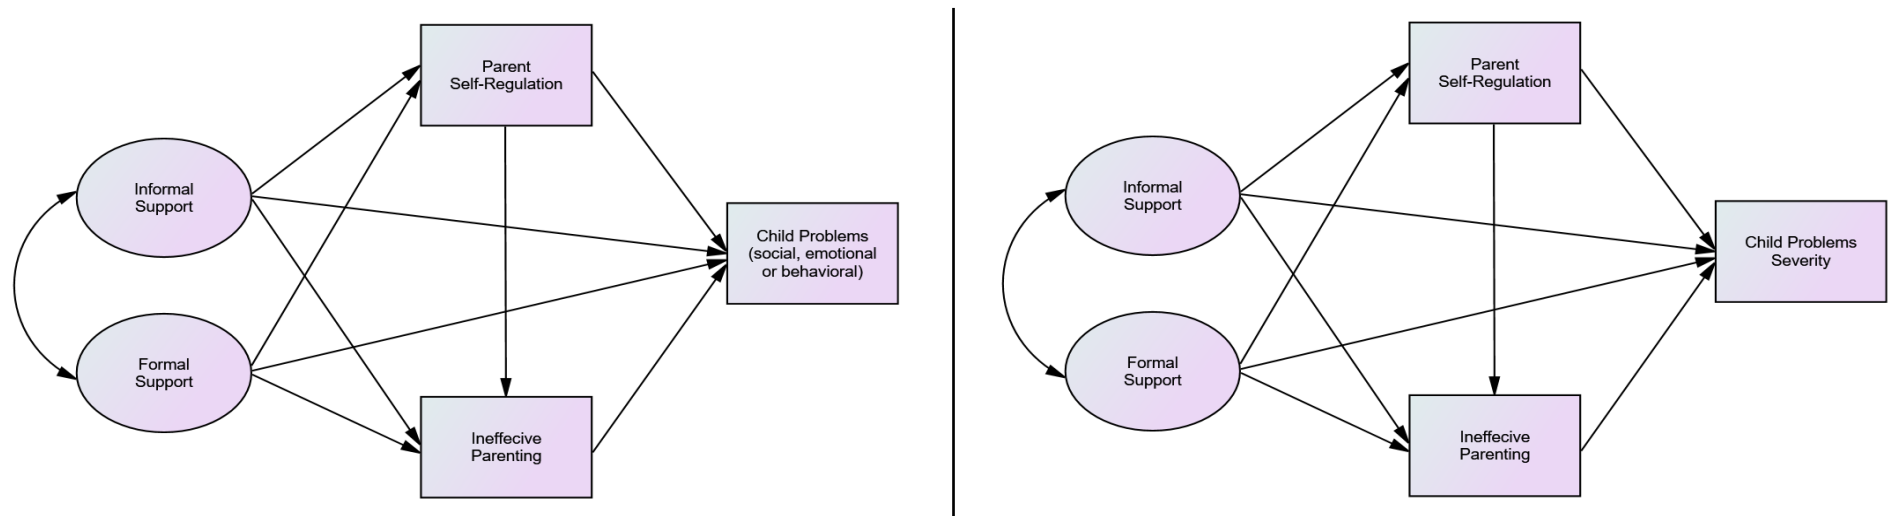 Parent
Self-Regulation
Informal
Support
Child Problems
(social, emotional
or behavioral)
Formal
Support
Ineffecive
Parenting
Parent
Self-Regulation
Informal
Support
Child Problems
Severity
Formal
Support
Ineffecive
Parenting